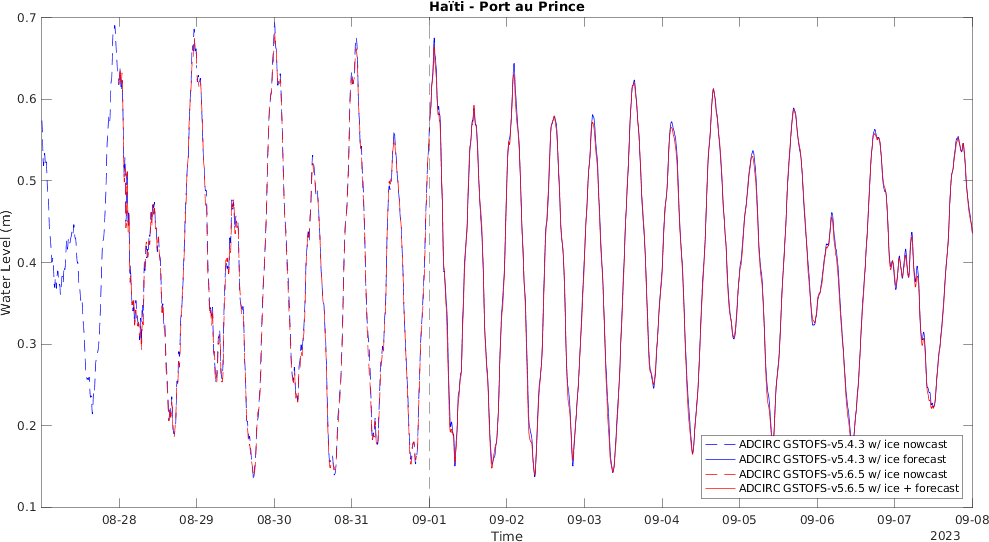 Haïti - Port au Prince
Water Level (m)
0.7
0.6
0.5
0.4
0.3
0.2
0.1
ADCIRC GSTOFS-v5.4.3 w/ ice nowcast
ADCIRC GSTOFS-v5.4.3 w/ ice forecast
ADCIRC GSTOFS-v5.6.5 w/ ice nowcast
ADCIRC GSTOFS-v5.6.5 w/ ice + forecast
08-28 08-29 08-30 08-31 09-01 09-02 09-03 09-04 09-05 09-06 09-07 09-08
Time
2023